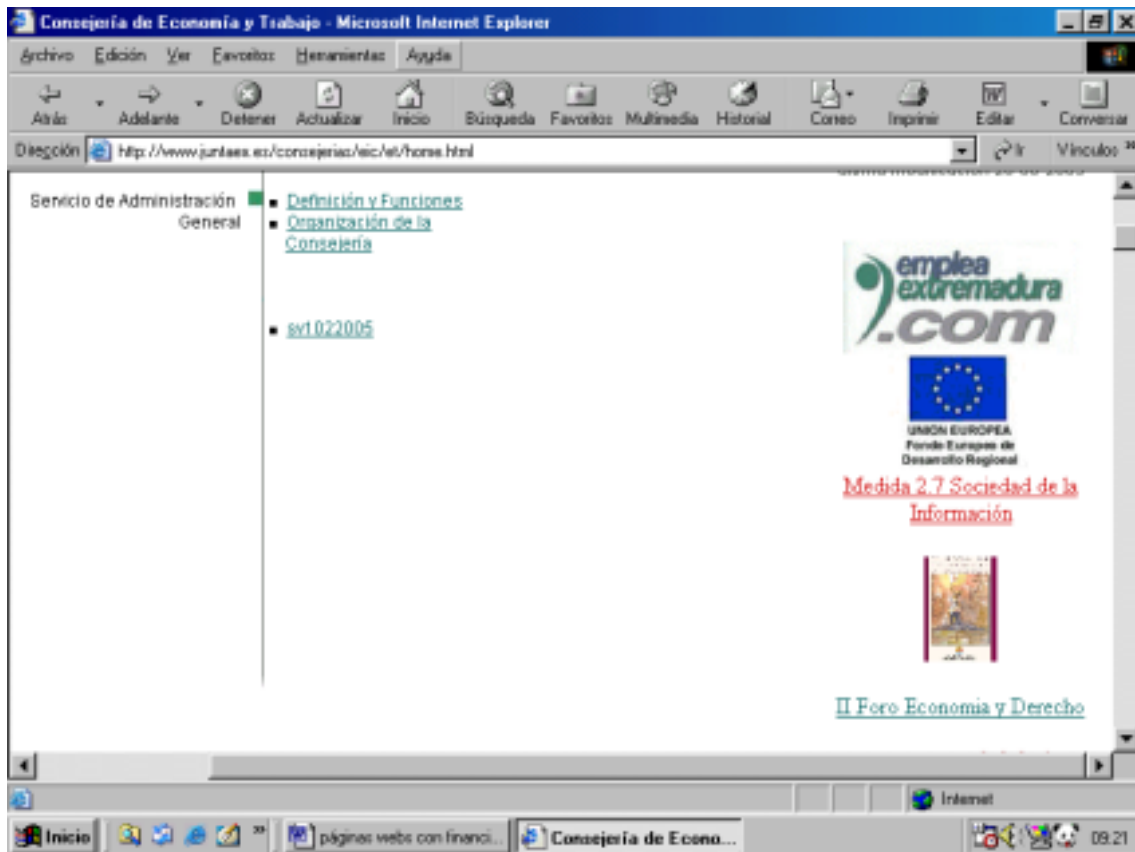 Consejería de Economía y Trabajo - Microsoft Internet Explorer
Archivo Edición Ver Favoritos Herramientas Ayuda
Atrás Adelante Detener Actualizar Inicio Búsqueda Favoritos Multimedia Historial Correo Imprimir Editar Conversar
Dirección http://www.juntaex.es/consejerias/eic/et/home.html Ir Vínculos »
Servicio de Administración
General
Definición y Funciones
Organización de la
Consejería
sv1022005
emplea
extremadura
.com
UNIÓN EUROPEA
Fondo Europeo de
Desarrollo Regional
Medida 2.7 Sociedad de la
Información
II Foro Economia y Derecho
Internet
Inicio » páginas webs con financi... Consejería de Econo... 09:21